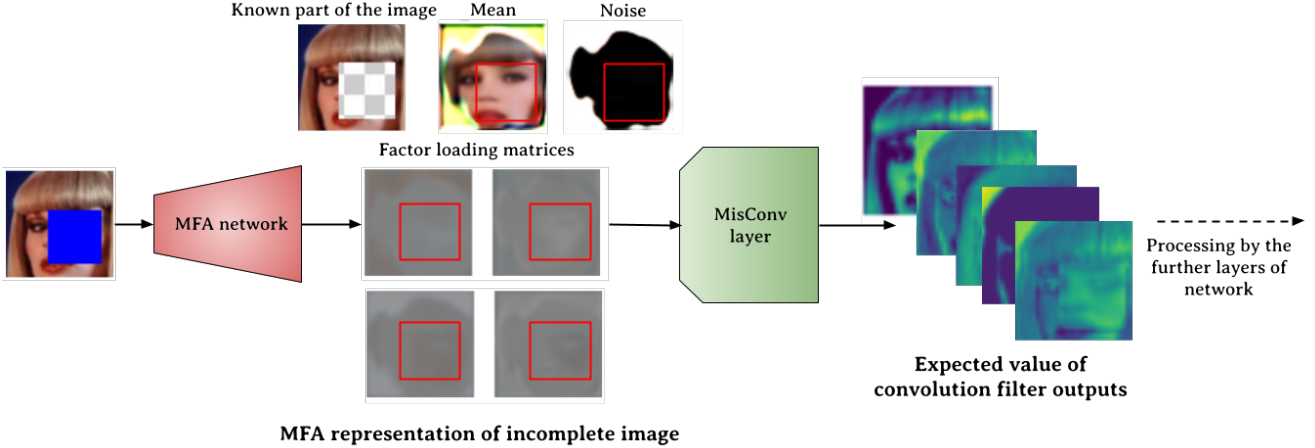 Known part of the image
Mean
Noise
Factor loading matrices
MFA network
MisConv
layer
Processing by the
further layers of
network
Expected value of
convolution filter outputs
MFA representation of incomplete image